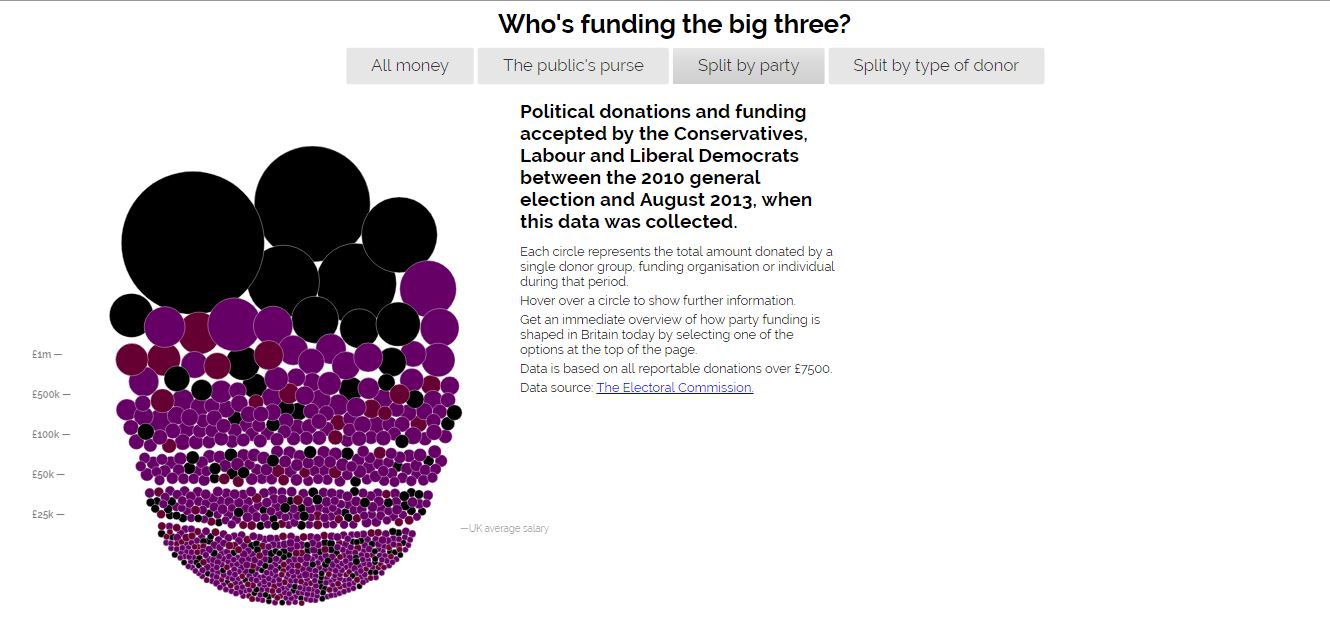 Who's funding the big three?
All money
The public's purse
Split by party
Split by type of donor
Political donations and funding
accepted by the Conservatives,
Labour and Liberal Democrats
between the 2010 general
election and August 2013, when
this data was collected.
Each circle represents the total amount donated by a
single donor group, funding organisation or individual
during that period.
Hover over a circle to show further information.
Get an immediate overview of how party funding is
shaped in Britain today by selecting one of the
options at the top of the page.
Data is based on all reportable donations over £7500.
Data source: The Electoral Commission.
£1m —
£500k —
£100k —
£50k —
£25k —
—UK average salary